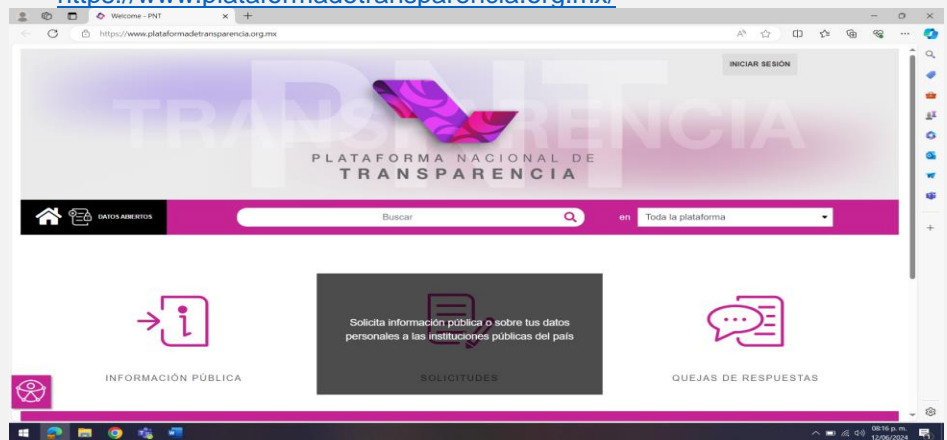 https://www.plataformadetransparencia.org.mx/
Welcome - PNT
https://www.plataformadetransparencia.org.mx
INICIAR SESIÓN
PNT
TRANSPARENCIA
PLATAFORMA NACIONAL DE
TRANSPARENCIA
DATOS ABIERTOS
Buscar
en
Toda la plataforma
Solicita información pública o sobre tus datos
personales a las instituciones públicas del país
INFORMACIÓN PÚBLICA
SOLICITUDES
QUEJAS DE RESPUESTAS
08:16 p. m.
12/06/2024